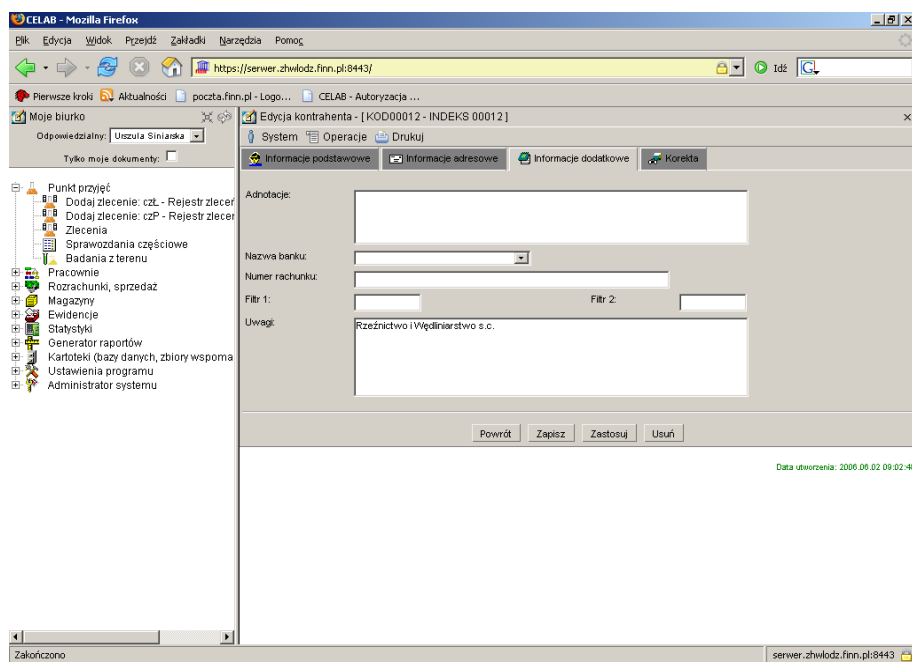 CELAB - Mozilla Firefox
Plik Edycja Widok Przejdź Zakładki Narzędzia Pomoc
https://serwer.zhwlodz.finn.pl:8443/ Idź G
Pierwsze kroki Aktualności poczta.finn.pl - Logo... CELAB - Autoryzacja ...
Moje biurko
Odpowiedzialny: Urszula Siniarska
Tylko moje dokumenty:
Punkt przyjęć
Dodaj zlecenie: czŁ - Rejestr zleceń
Dodaj zlecenie: czP - Rejestr zlecer
Zlecenia
Sprawozdania częściowe
Badania z terenu
Pracownie
Rozrachunki, sprzedaż
Magazyny
Ewidencje
Statystyki
Generator raportów
Kartoteki (bazy danych, zbiory wspoma
Ustawienia programu
Administrator systemu
Edycja kontrahenta - [ KOD00012 - INDEKS 00012 ]
System Operacje Drukuj
Informacje podstawowe Informacje adresowe Informacje dodatkowe Korekta
Adnotacje:
Nazwa banku:
Numer rachunku:
Filtr 1: Filtr 2:
Uwagi: Rzeźnictwo i Wędliniarstwo s.c.
Powrót Zapisz Zastosuj Usuń
Data utworzenia: 2006.06.02 09:02:48
Zakończono serwer.zhwlodz.finn.pl:8443